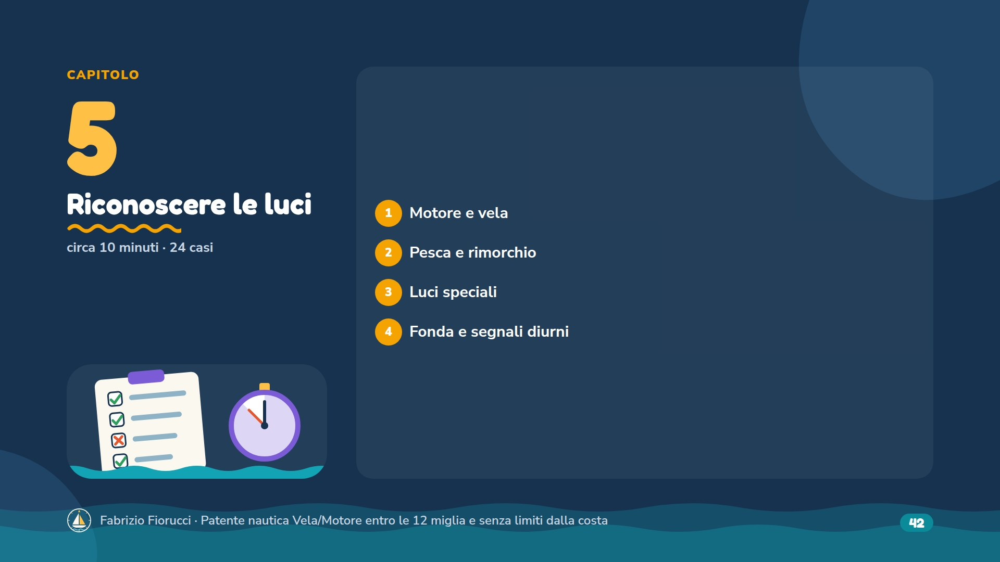 CAPITOLO
5
Riconoscere le luci
circa 10 minuti · 24 casi
1 Motore e vela
2 Pesca e rimorchio
3 Luci speciali
4 Fonda e segnali diurni
Fabrizio Fiorucci · Patente nautica Vela/Motore entro le 12 miglia e senza limiti dalla costa
42